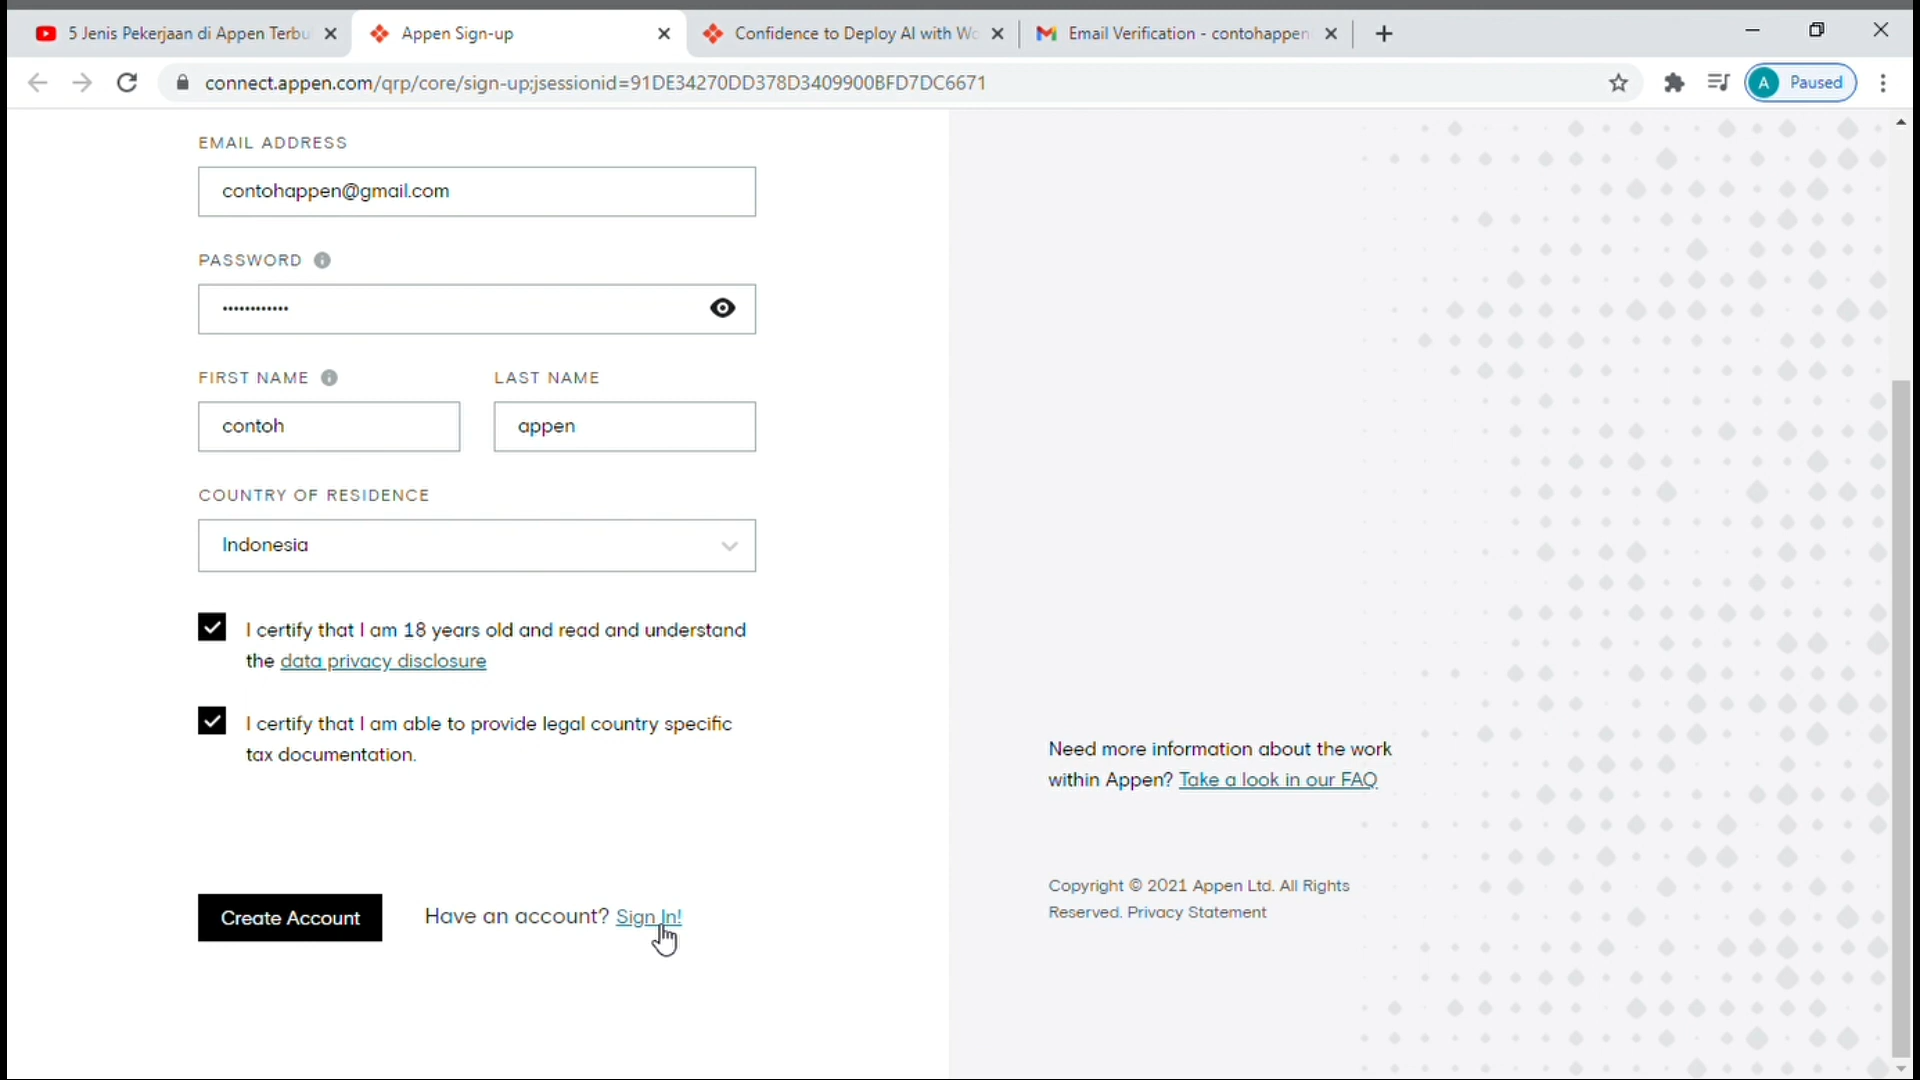 5 Jenis Pekerjaan di Appen Terbu
Appen Sign-up
Confidence to Deploy AI with Wo
Email Verification - contohappen
connect.appen.com/qrp/core/sign-up;jsessionid=91DE34270DD378D3409900BFD7DC6671
A Paused
EMAIL ADDRESS
contohappen@gmail.com
PASSWORD
FIRST NAME
LAST NAME
contoh
appen
COUNTRY OF RESIDENCE
Indonesia
I certify that I am 18 years old and read and understand
the data privacy disclosure
I certify that I am able to provide legal country specific
tax documentation.
Create Account
Have an account? Sign In!
Need more information about the work
within Appen? Take a look in our FAQ
Copyright © 2021 Appen Ltd. All Rights
Reserved. Privacy Statement